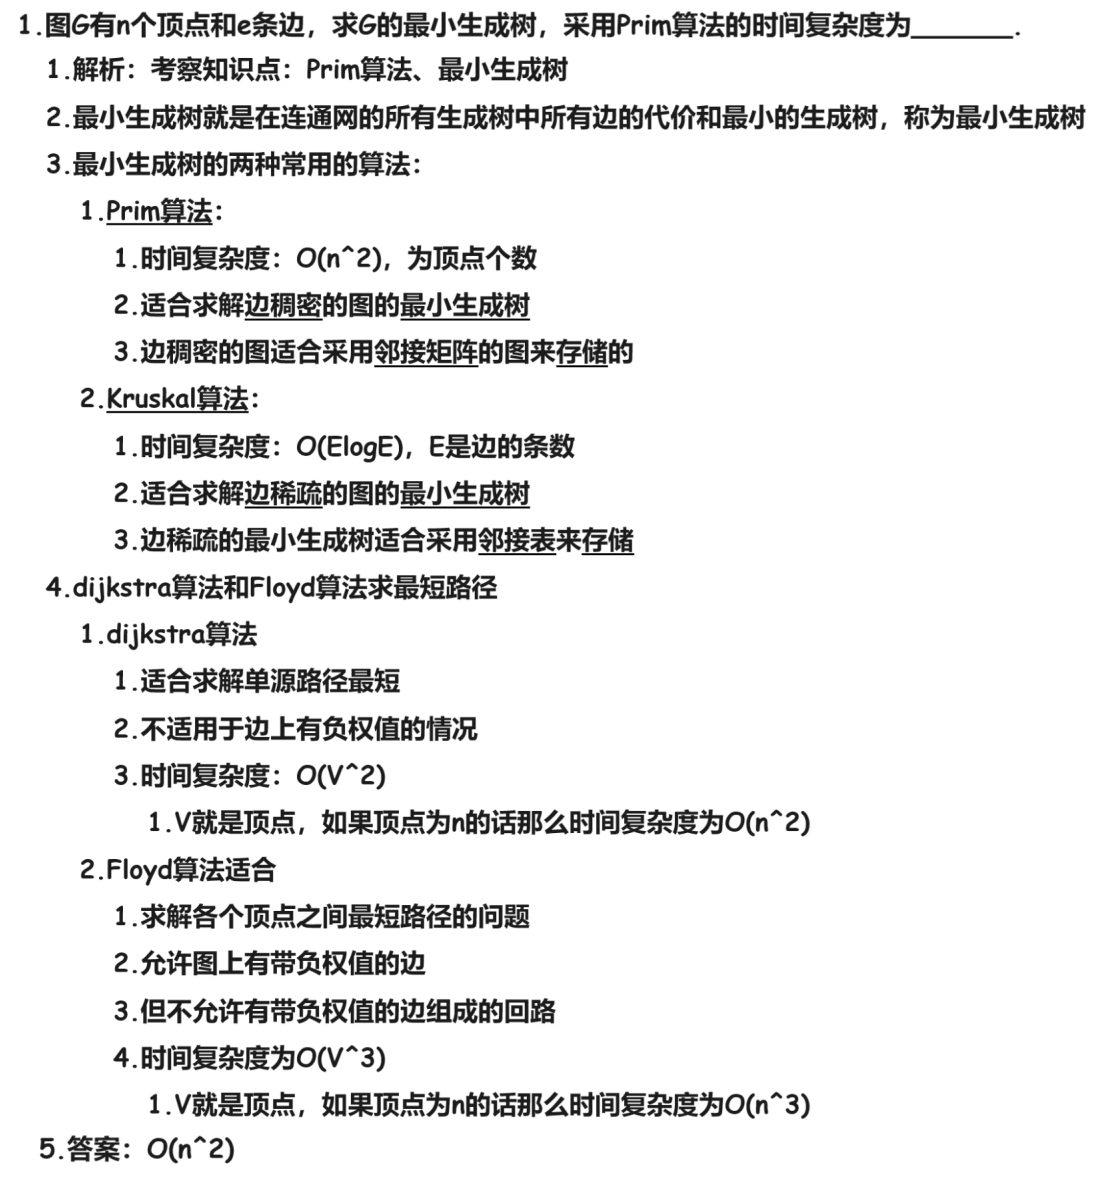 1.图G有n个顶点和e条边，求G的最小生成树，采用Prim算法的时间复杂度为_______.
1.解析：考察知识点：Prim算法、最小生成树
2.最小生成树就是在连通网的所有生成树中所有边的代价和最小的生成树，称为最小生成树
3.最小生成树的两种常用的算法：
1.Prim算法：
1.时间复杂度：O(n^2)，为顶点个数
2.适合求解边稠密的图的最小生成树
3.边稠密的图适合采用邻接矩阵的图来存储的
2.Kruskal算法：
1.时间复杂度：O(ElogE)，E是边的条数
2.适合求解边稀疏的图的最小生成树
3.边稀疏的最小生成树适合采用邻接表来存储
4.dijkstra算法和Floyd算法求最短路径
1.dijkstra算法
1.适合求解单源路径最短
2.不适用于边上有负权值的情况
3.时间复杂度：O(V^2)
1.V就是顶点，如果顶点为n的话那么时间复杂度为O(n^2)
2.Floyd算法适合
1.求解各个顶点之间最短路径的问题
2.允许图上有带负权值的边
3.但不允许有带负权值的边组成的回路
4.时间复杂度为O(V^3)
1.V就是顶点，如果顶点为n的话那么时间复杂度为O(n^3)
5.答案：O(n^2)